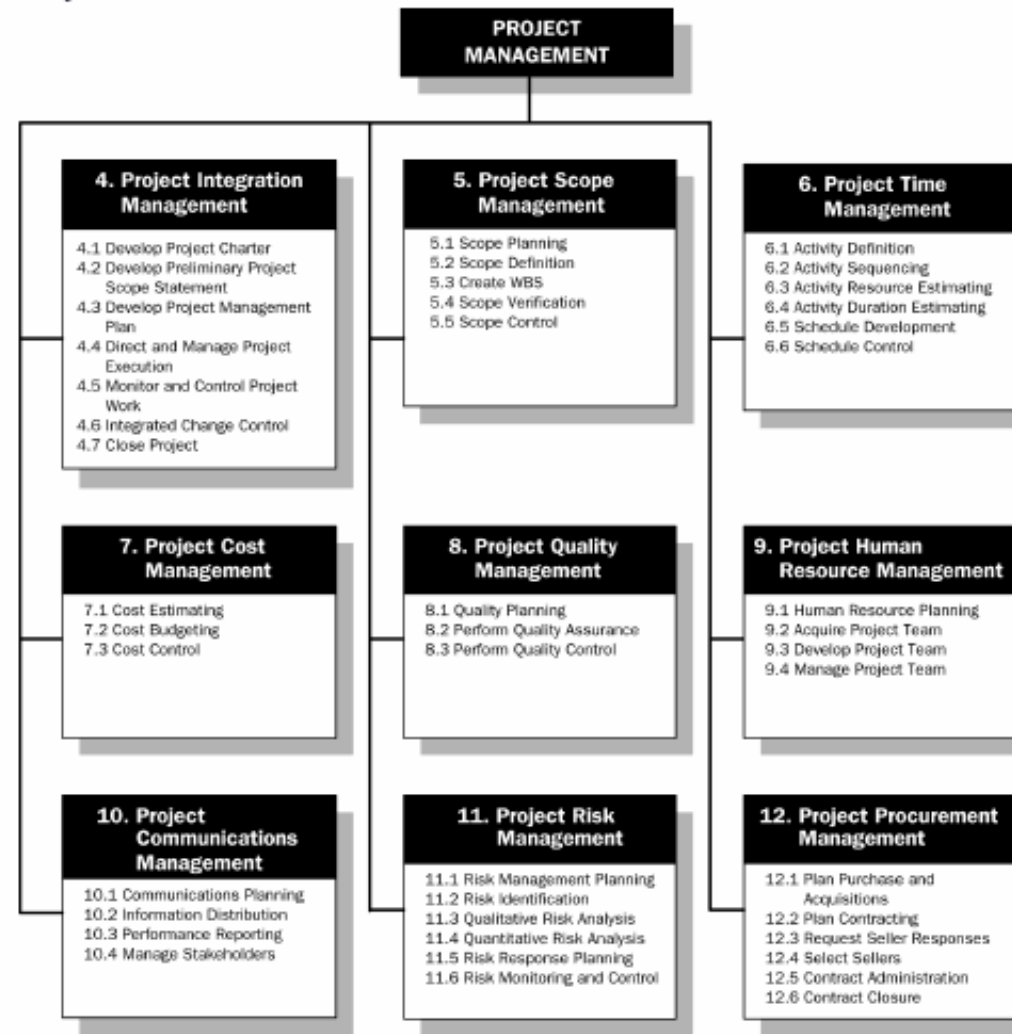 PROJECT
MANAGEMENT
4. Project Integration
Management
4.1 Develop Project Charter
4.2 Develop Preliminary Project
Scope Statement
4.3 Develop Project Management
Plan
4.4 Direct and Manage Project
Execution
4.5 Monitor and Control Project
Work
4.6 Integrated Change Control
4.7 Close Project
5. Project Scope
Management
5.1 Scope Planning
5.2 Scope Definition
5.3 Create WBS
5.4 Scope Verification
5.5 Scope Control
6. Project Time
Management
6.1 Activity Definition
6.2 Activity Sequencing
6.3 Activity Resource Estimating
6.4 Activity Duration Estimating
6.5 Schedule Development
6.6 Schedule Control
7. Project Cost
Management
7.1 Cost Estimating
7.2 Cost Budgeting
7.3 Cost Control
8. Project Quality
Management
8.1 Quality Planning
8.2 Perform Quality Assurance
8.3 Perform Quality Control
9. Project Human
Resource Management
9.1 Human Resource Planning
9.2 Acquire Project Team
9.3 Develop Project Team
9.4 Manage Project Team
10. Project
Communications
Management
10.1 Communications Planning
10.2 Information Distribution
10.3 Performance Reporting
10.4 Manage Stakeholders
11. Project Risk
Management
11.1 Risk Management Planning
11.2 Risk Identification
11.3 Qualitative Risk Analysis
11.4 Quantitative Risk Analysis
11.5 Risk Response Planning
11.6 Risk Monitoring and Control
12. Project Procurement
Management
12.1 Plan Purchase and
Acquisitions
12.2 Plan Contracting
12.3 Request Seller Responses
12.4 Select Sellers
12.5 Contract Administration
12.6 Contract Closure